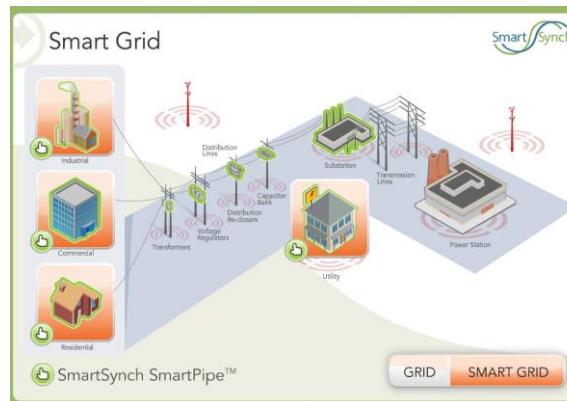 Smart Grid
SmartSynch
Industrial
Commercial
Residential
Distribution
Lines
Transformers
Voltage
Regulators
Distribution
Re-closers
Capacitor
Bank
Substation
Transmission
Lines
Utility
Power Station
SmartSynch SmartPipe™
GRID
SMART GRID